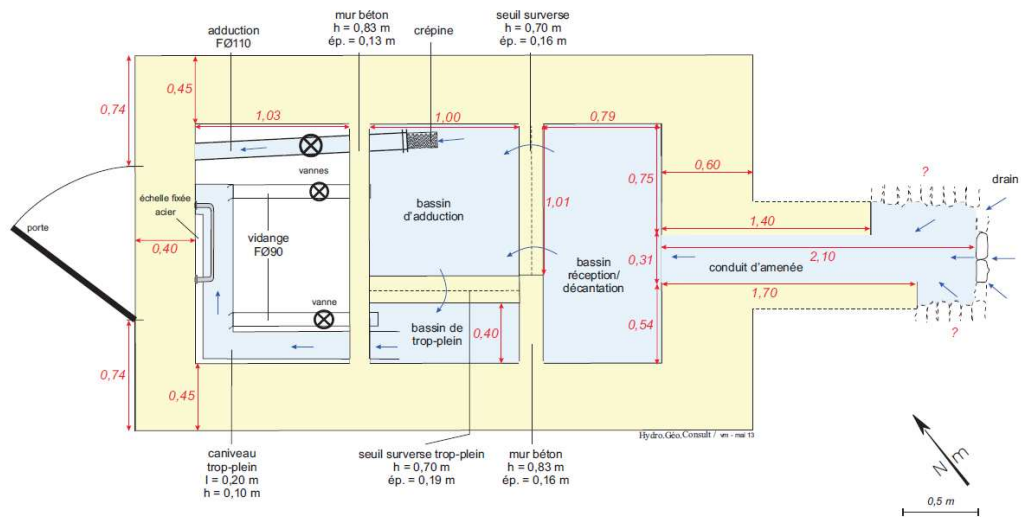 adduction
FØ110
mur béton
h = 0,83 m
ép. = 0,13 m
crépine
seuil surverse
h = 0,70 m
ép. = 0,16 m
0,74
0,45
1,03
1,00
0,79
0,60
vannes
échelle fixée
acier
porte
0,40
vidange
FØ90
bassin
d'adduction
1,01
0,75
0,31
0,54
bassin
réception/
décantation
?
drain
1,40
2,10
conduit d'amenée
1,70
?
vanne
bassin de
trop-plein
0,40
0,74
0,45
Hydro.Géo.Consult / vm - mai 13
caniveau
trop-plein
l = 0,20 m
h = 0,10 m
seuil surverse trop-plein
h = 0,70 m
ép. = 0,19 m
mur béton
h = 0,83 m
ép. = 0,16 m
N m
0,5 m